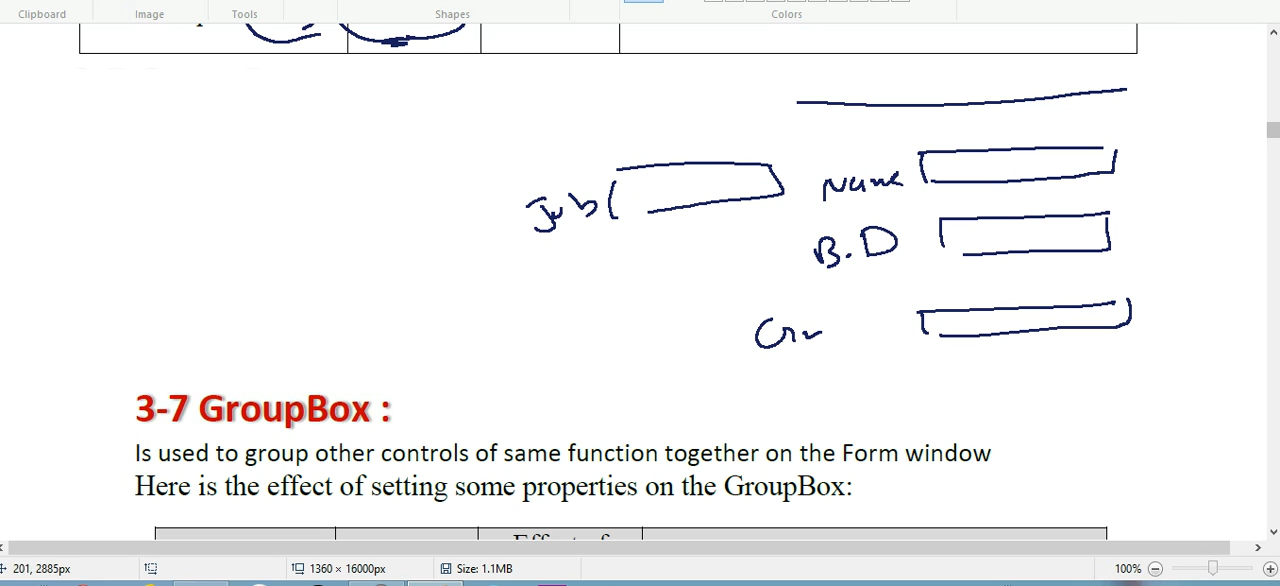 Clipboard Image Tools Shapes Colors
Name
Job
B.D
3-7 GroupBox :
Is used to group other controls of same function together on the Form window
Here is the effect of setting some properties on the GroupBox:
201, 2885px 1360 × 16000px Size: 1.1MB 100%